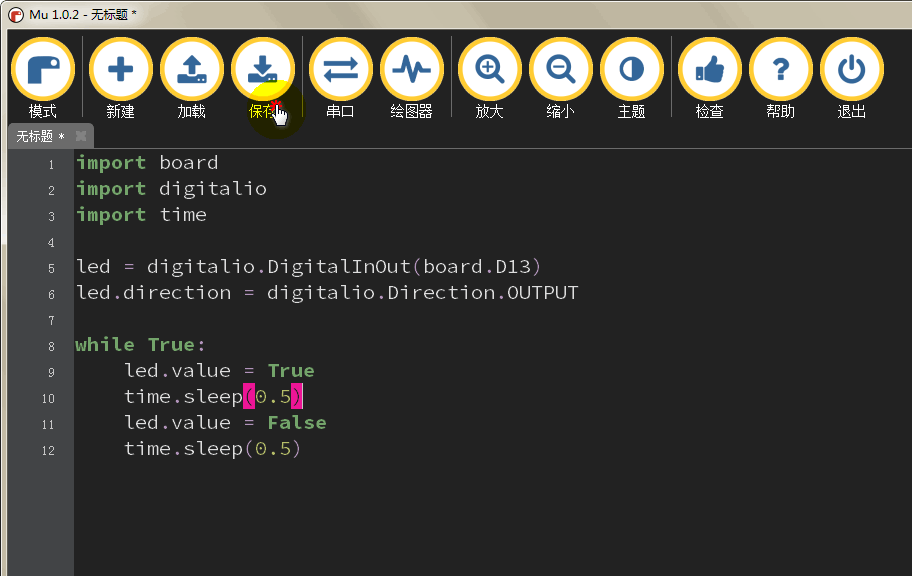 Mu 1.0.2 - 无标题 *
模式 新建 加载 保存 串口 绘图器 放大 缩小 主题 检查 帮助 退出
无标题 *
1 import board
2 import digitalio
3 import time
4
5 led = digitalio.DigitalInOut(board.D13)
6 led.direction = digitalio.Direction.OUTPUT
7
8 while True:
9     led.value = True
10     time.sleep(0.5)
11     led.value = False
12     time.sleep(0.5)